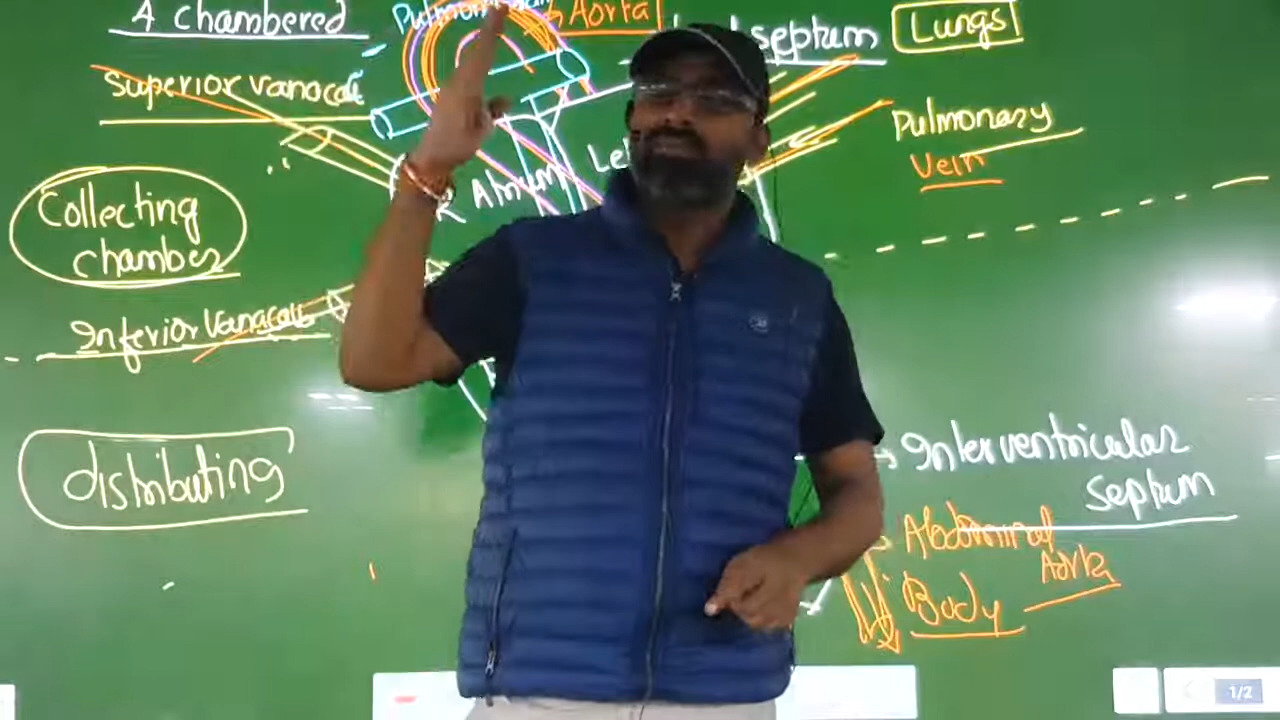 4 chambered
Aorta
septum
Lungs
Superior vanacava
Pulmonary
Vein
Atrium
Collecting
chamber
Inferior Vanacava
distributing
Interventricular
Septum
Abdominal
Aorta
Body
1/2